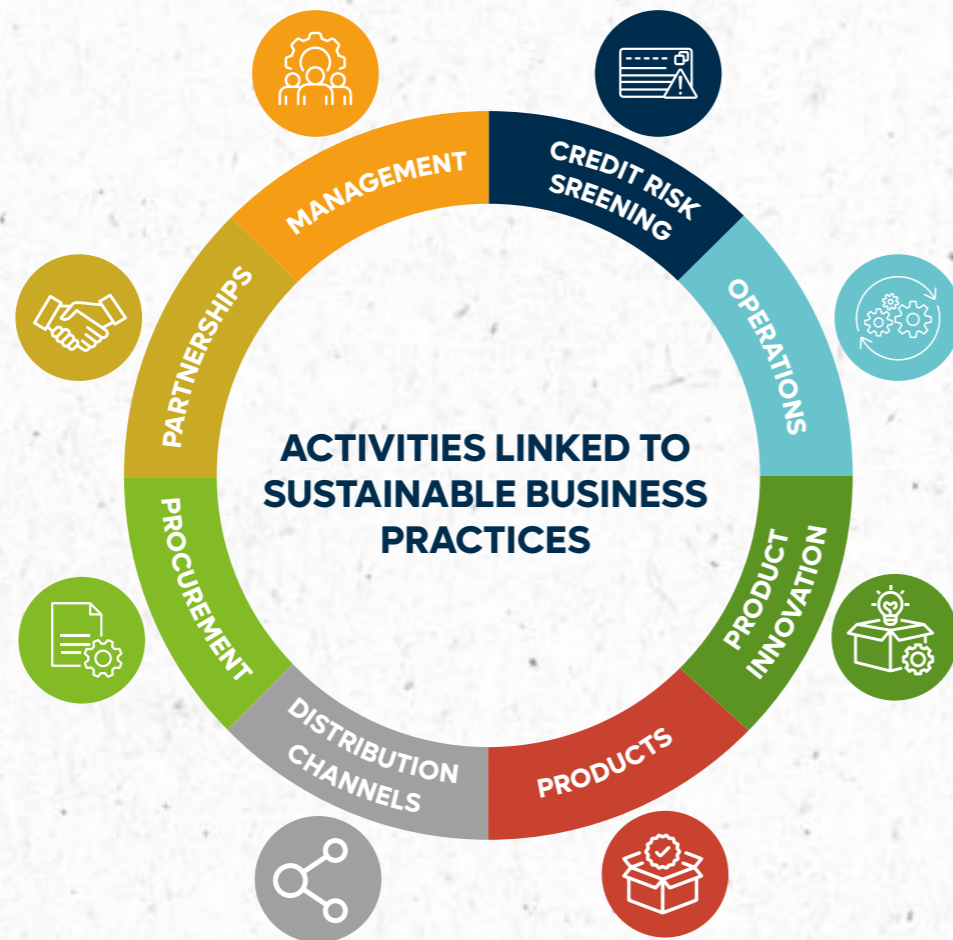 MANAGEMENT
CREDIT RISK
SREENING
OPERATIONS
PRODUCT
INNOVATION
PRODUCTS
DISTRIBUTION
CHANNELS
PROCUREMENT
PARTNERSHIPS
ACTIVITIES LINKED TO
SUSTAINABLE BUSINESS
PRACTICES